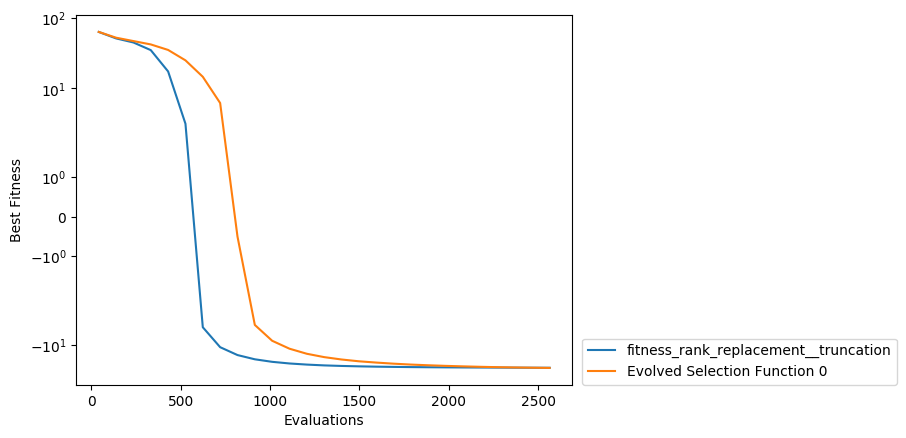 10²
10¹
10⁰
0
−10⁰
−10¹
Best Fitness
0 500 1000 1500 2000 2500
Evaluations
fitness_rank_replacement__truncation
Evolved Selection Function 0